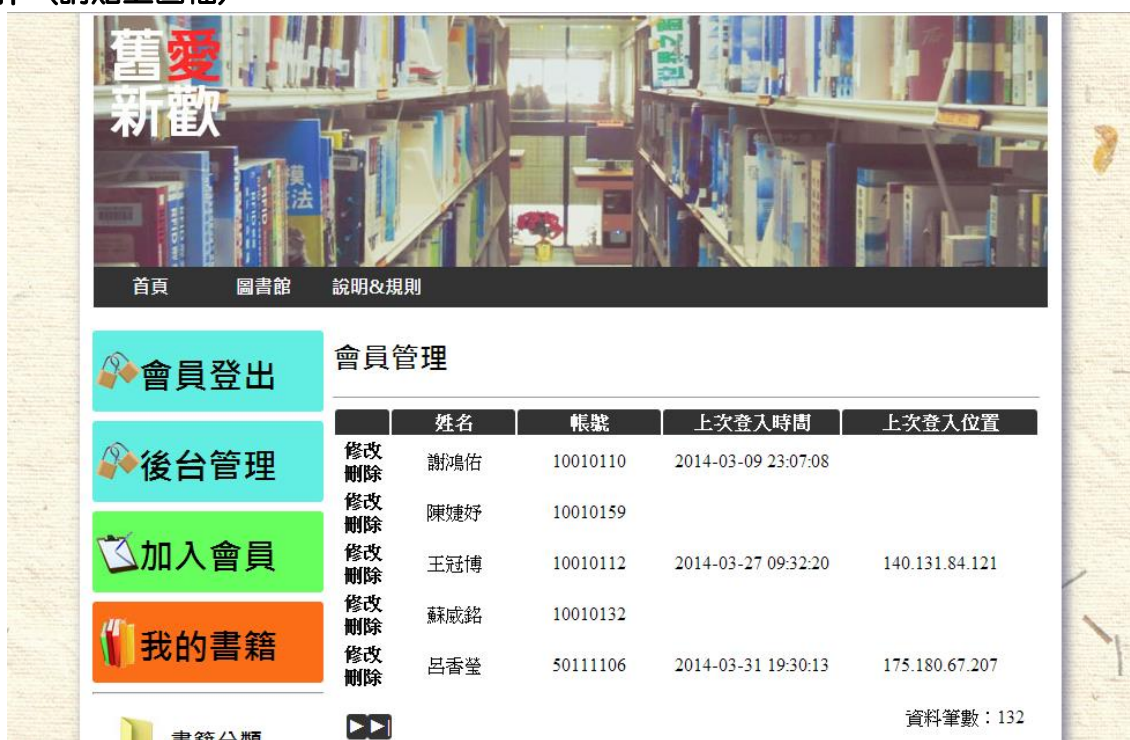 舊愛
新歡
首頁 圖書館 說明&規則
會員登出
後台管理
加入會員
我的書籍
會員管理
姓名 帳號 上次登入時間 上次登入位置
修改
刪除 謝鴻佑 10010110 2014-03-09 23:07:08
修改
刪除 陳婕妤 10010159
修改
刪除 王冠博 10010112 2014-03-27 09:32:20 140.131.84.121
修改
刪除 蘇威銘 10010132
修改
刪除 呂香瑩 50111106 2014-03-31 19:30:13 175.180.67.207
資料筆數：132